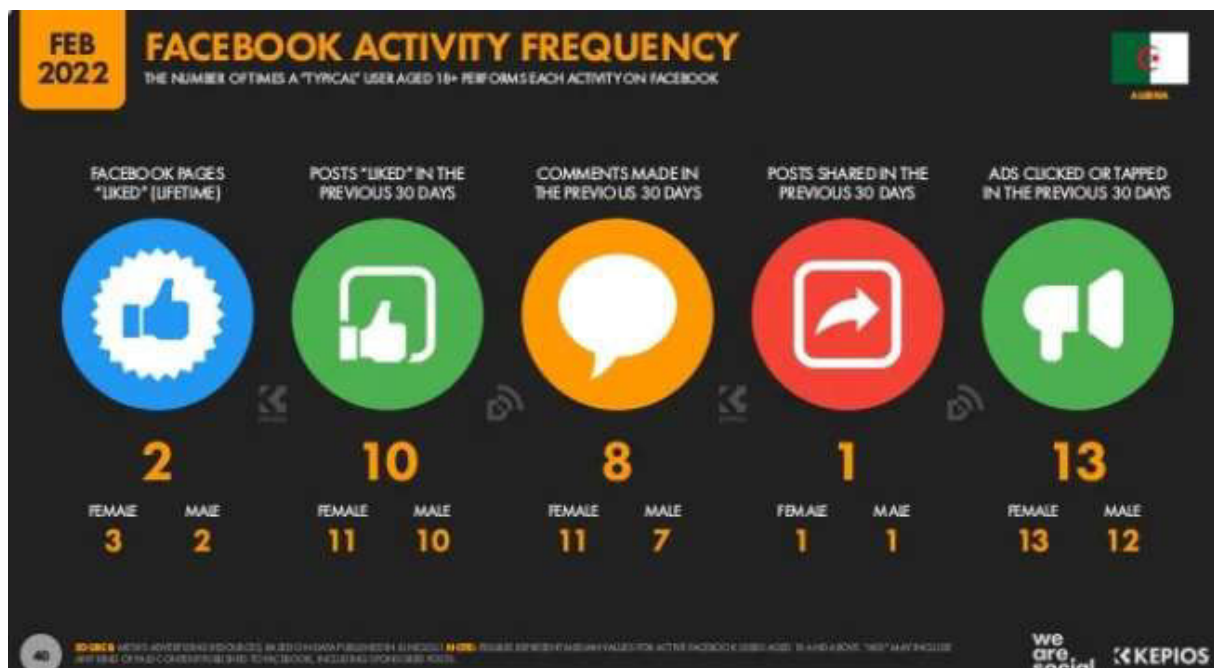 FEB
2022
FACEBOOK ACTIVITY FREQUENCY
THE NUMBER OF TIMES A "TYPICAL" USER AGED 18+ PERFORMS EACH ACTIVITY ON FACEBOOK
ALGERIA
FACEBOOK PAGES
"LIKED" (LIFETIME)
POSTS "LIKED" IN THE
PREVIOUS 30 DAYS
COMMENTS MADE IN
THE PREVIOUS 30 DAYS
POSTS SHARED IN THE
PREVIOUS 30 DAYS
ADS CLICKED OR TAPPED
IN THE PREVIOUS 30 DAYS
2
10
8
1
13
FEMALE MALE
3 2
FEMALE MALE
11 10
FEMALE MALE
11 7
FEMALE MALE
1 1
FEMALE MALE
13 12
40
we
are
social
KEPIOS